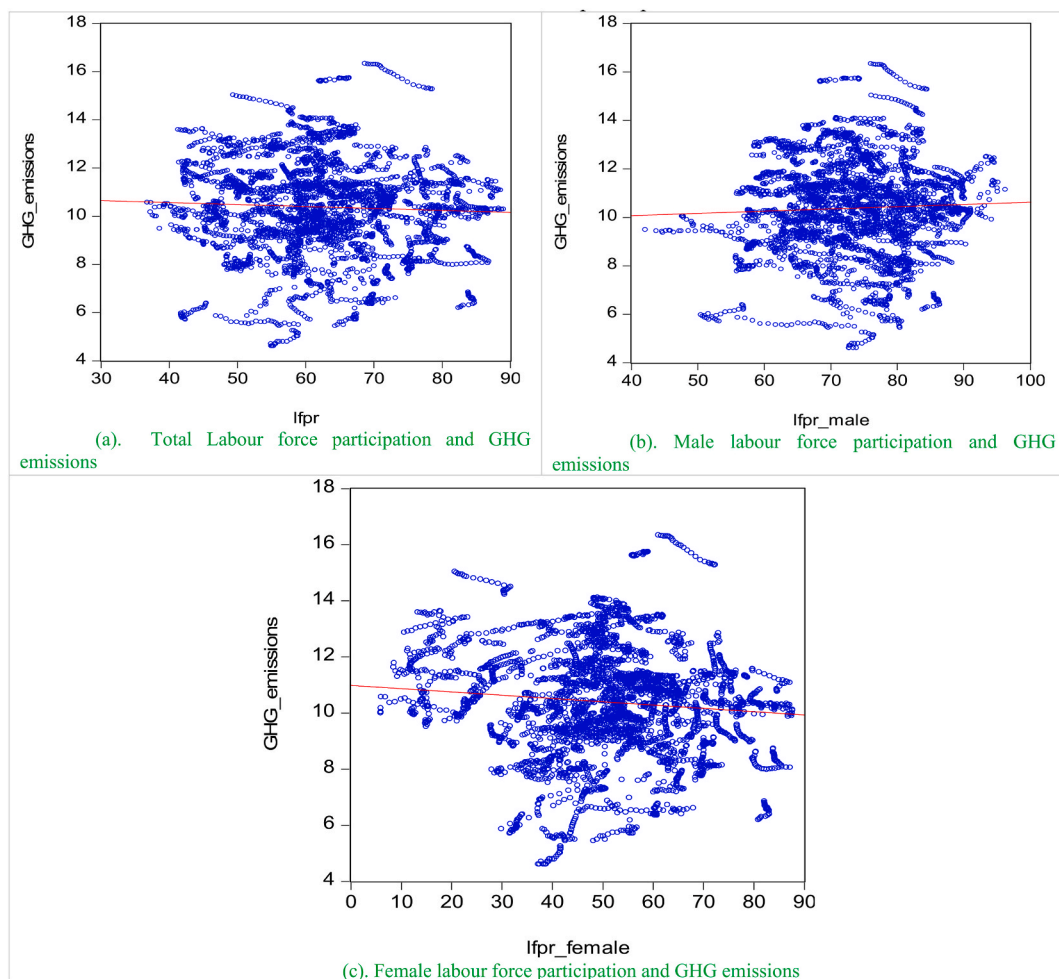 18
16
14
12
10
8
6
4
GHG_emissions
30 40 50 60 70 80 90
lfpr
(a). Total Labour force participation and GHG
emissions
18
16
14
12
10
8
6
4
GHG_emissions
40 50 60 70 80 90 100
lfpr_male
(b). Male labour force participation and GHG
emissions
18
16
14
12
10
8
6
4
GHG_emissions
0 10 20 30 40 50 60 70 80 90
lfpr_female
(c). Female labour force participation and GHG emissions